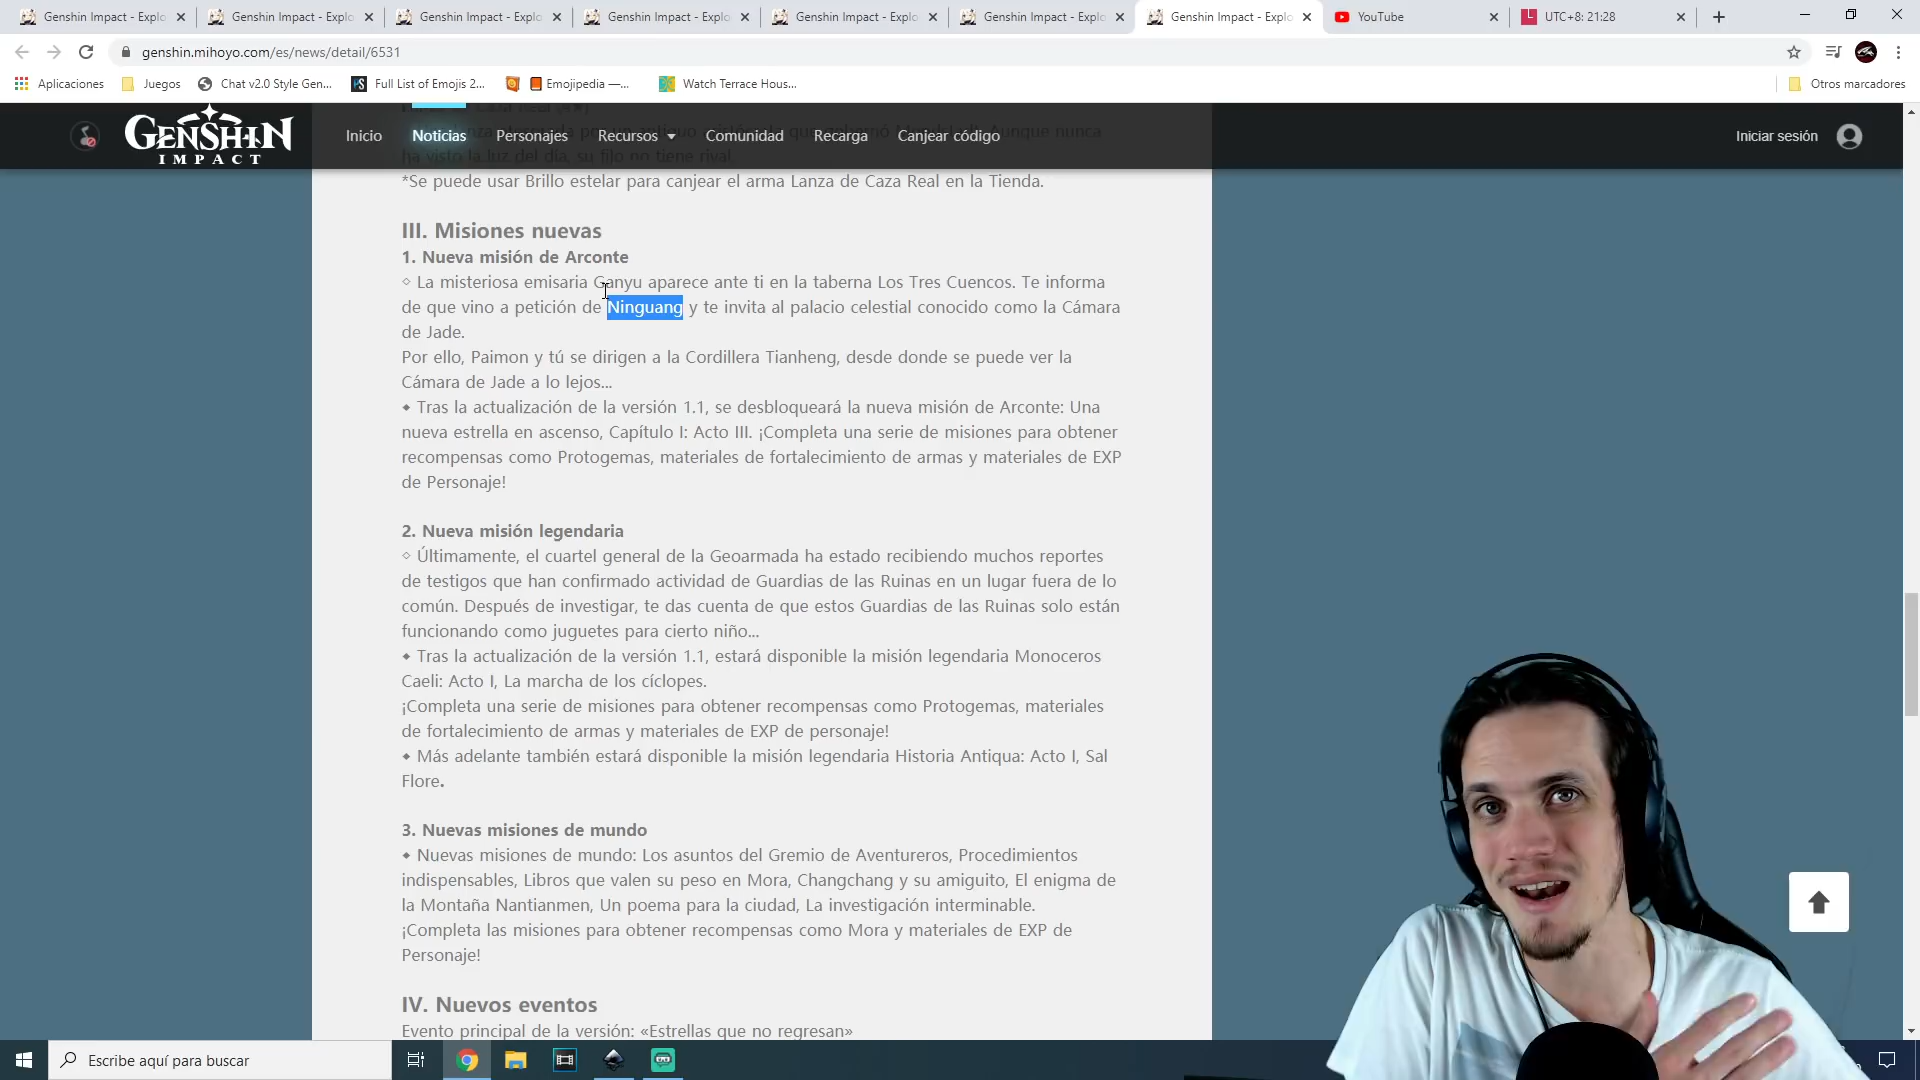 Genshin Impact - Explo
Genshin Impact - Explo
Genshin Impact - Explo
Genshin Impact - Explo
Genshin Impact - Explo
Genshin Impact - Explo
Genshin Impact - Explo
YouTube
UTC+8: 21:28
genshin.mihoyo.com/es/news/detail/6531
Aplicaciones
Juegos
Chat v2.0 Style Gen...
Full List of Emojis 2...
Emojipedia —...
Watch Terrace Hous...
Otros marcadores
GENSHIN
IMPACT
Inicio
Noticias
Personajes
Recursos
Comunidad
Recarga
Canjear código
Iniciar sesión
ha visto la luz del día, su filo no tiene rival.
*Se puede usar Brillo estelar para canjear el arma Lanza de Caza Real en la Tienda.
III. Misiones nuevas
1. Nueva misión de Arconte
◇ La misteriosa emisaria Ganyu aparece ante ti en la taberna Los Tres Cuencos. Te informa
de que vino a petición de Ninguang y te invita al palacio celestial conocido como la Cámara
de Jade.
Por ello, Paimon y tú se dirigen a la Cordillera Tianheng, desde donde se puede ver la
Cámara de Jade a lo lejos...
◆ Tras la actualización de la versión 1.1, se desbloqueará la nueva misión de Arconte: Una
nueva estrella en ascenso, Capítulo I: Acto III. ¡Completa una serie de misiones para obtener
recompensas como Protogemas, materiales de fortalecimiento de armas y materiales de EXP
de Personaje!
2. Nueva misión legendaria
◇ Últimamente, el cuartel general de la Geoarmada ha estado recibiendo muchos reportes
de testigos que han confirmado actividad de Guardias de las Ruinas en un lugar fuera de lo
común. Después de investigar, te das cuenta de que estos Guardias de las Ruinas solo están
funcionando como juguetes para cierto niño...
◆ Tras la actualización de la versión 1.1, estará disponible la misión legendaria Monoceros
Caeli: Acto I, La marcha de los cíclopes.
¡Completa una serie de misiones para obtener recompensas como Protogemas, materiales
de fortalecimiento de armas y materiales de EXP de personaje!
◆ Más adelante también estará disponible la misión legendaria Historia Antiqua: Acto I, Sal
Flore.
3. Nuevas misiones de mundo
◆ Nuevas misiones de mundo: Los asuntos del Gremio de Aventureros, Procedimientos
indispensables, Libros que valen su peso en Mora, Changchang y su amiguito, El enigma de
la Montaña Nantianmen, Un poema para la ciudad, La investigación interminable.
¡Completa las misiones para obtener recompensas como Mora y materiales de EXP de
Personaje!
IV. Nuevos eventos
Evento principal de la versión: «Estrellas que no regresan»
Escribe aquí para buscar